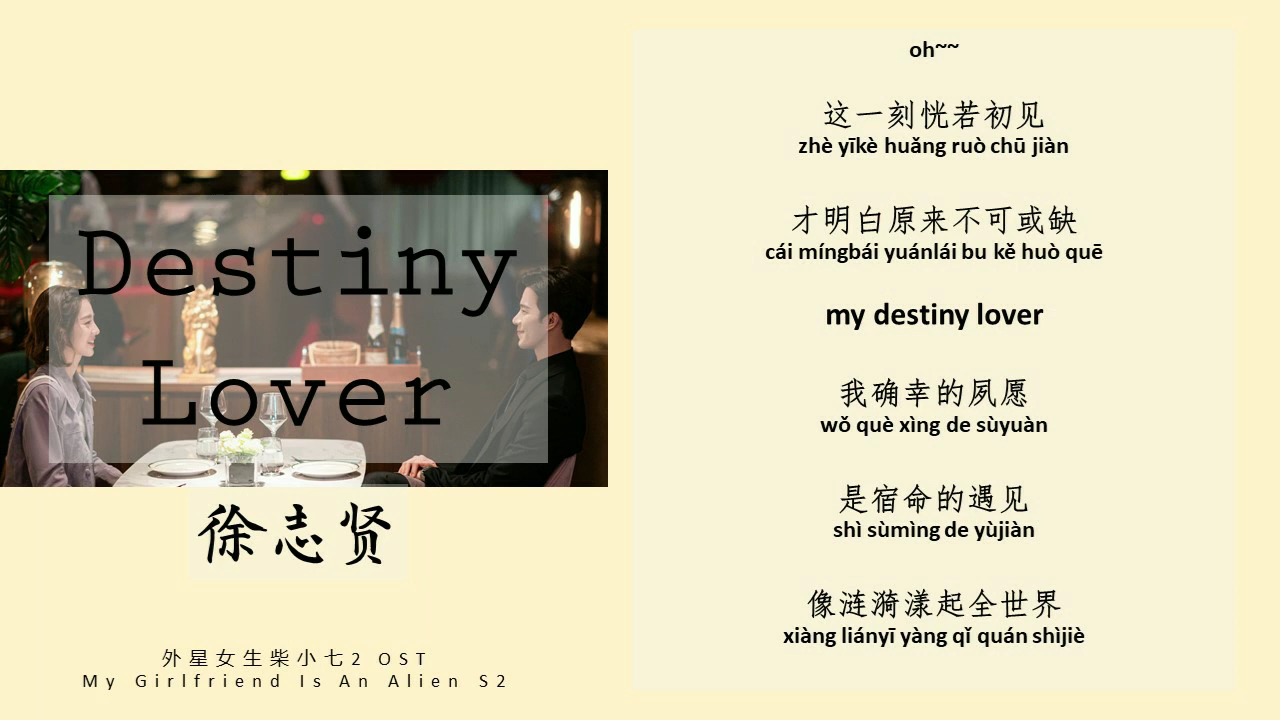 Destiny
Lover
徐志贤
外星女生柴小七2 OST
My Girlfriend Is An Alien S2
oh~~
这一刻恍若初见
zhè yīkè huǎng ruò chū jiàn
才明白原来不可或缺
cái míngbái yuánlái bu kě huò quē
my destiny lover
我确幸的夙愿
wǒ què xìng de sùyuàn
是宿命的遇见
shì sùmìng de yùjiàn
像涟漪漾起全世界
xiàng liányī yàng qǐ quán shìjiè